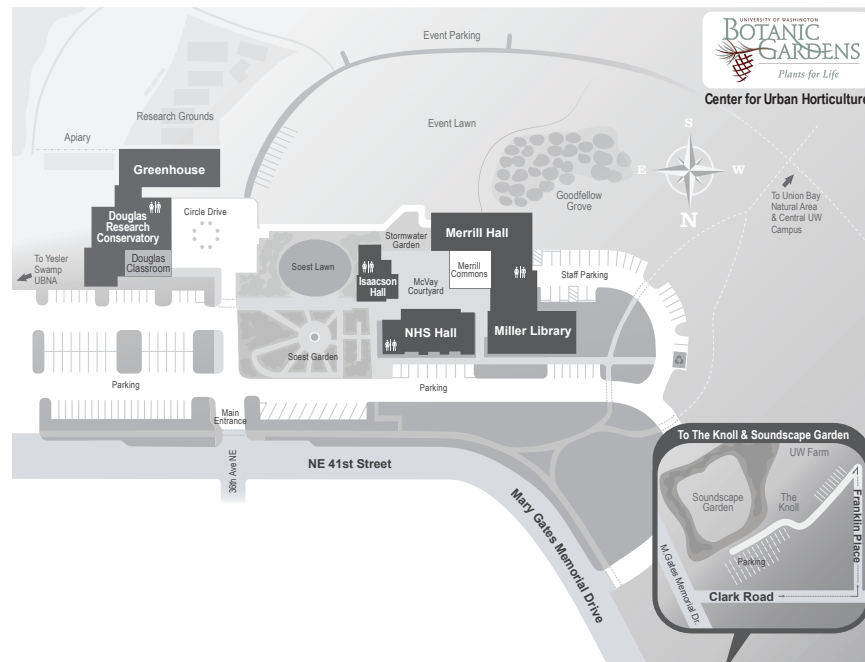 UNIVERSITY OF WASHINGTON
BOTANIC
GARDENS
Plants for Life
Center for Urban Horticulture
Event Parking
Research Grounds
Apiary
Event Lawn
Greenhouse
S
E
W
N
Goodfellow
Grove
To Union Bay
Natural Area
& Central UW
Campus
Douglas
Research
Conservatory
Circle Drive
Stormwater
Garden
Merrill Hall
To Yesler
Swamp
UBNA
Douglas
Classroom
Soest Lawn
Isaacson
Hall
McVay
Courtyard
Merrill
Commons
Staff Parking
NHS Hall
Miller Library
Soest Garden
Parking
Parking
Main
Entrance
36th Ave NE
NE 41st Street
Mary Gates Memorial Drive
To The Knoll & Soundscape Garden
UW Farm
Soundscape
Garden
The
Knoll
Franklin Place
Parking
M.Gates Memorial Dr.
Clark Road